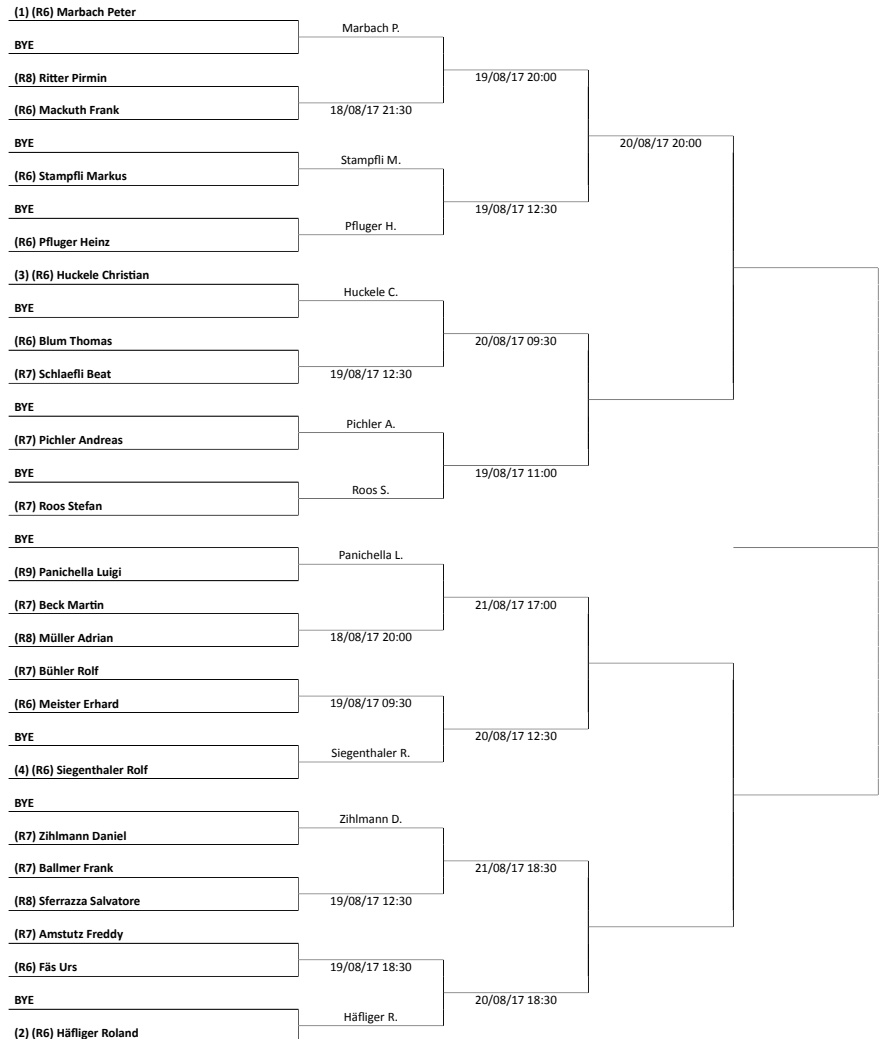 (1) (R6) Marbach Peter
Marbach P.
BYE
19/08/17 20:00
(R8) Ritter Pirmin
(R6) Mackuth Frank
18/08/17 21:30
BYE
20/08/17 20:00
Stampfli M.
(R6) Stampfli Markus
BYE
19/08/17 12:30
Pfluger H.
(R6) Pfluger Heinz
(3) (R6) Huckele Christian
Huckele C.
BYE
(R6) Blum Thomas
20/08/17 09:30
(R7) Schlaefli Beat
19/08/17 12:30
BYE
Pichler A.
(R7) Pichler Andreas
BYE
19/08/17 11:00
Roos S.
(R7) Roos Stefan
BYE
Panichella L.
(R9) Panichella Luigi
(R7) Beck Martin
21/08/17 17:00
(R8) Müller Adrian
18/08/17 20:00
(R7) Bühler Rolf
(R6) Meister Erhard
19/08/17 09:30
BYE
20/08/17 12:30
Siegenthaler R.
(4) (R6) Siegenthaler Rolf
BYE
Zihlmann D.
(R7) Zihlmann Daniel
(R7) Ballmer Frank
21/08/17 18:30
(R8) Sferrazza Salvatore
19/08/17 12:30
(R7) Amstutz Freddy
(R6) Fäs Urs
19/08/17 18:30
BYE
20/08/17 18:30
Häfliger R.
(2) (R6) Häfliger Roland